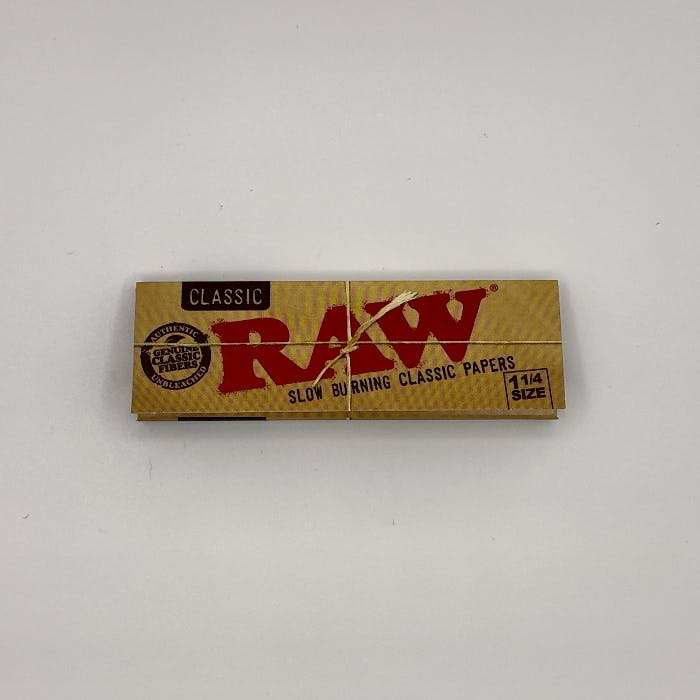 CLASSIC
AUTHENTIC
GENUINE
CLASSIC
FIBERS
UNBLEACHED
RAW®
SLOW BURNING CLASSIC PAPERS
1 1/4
SIZE